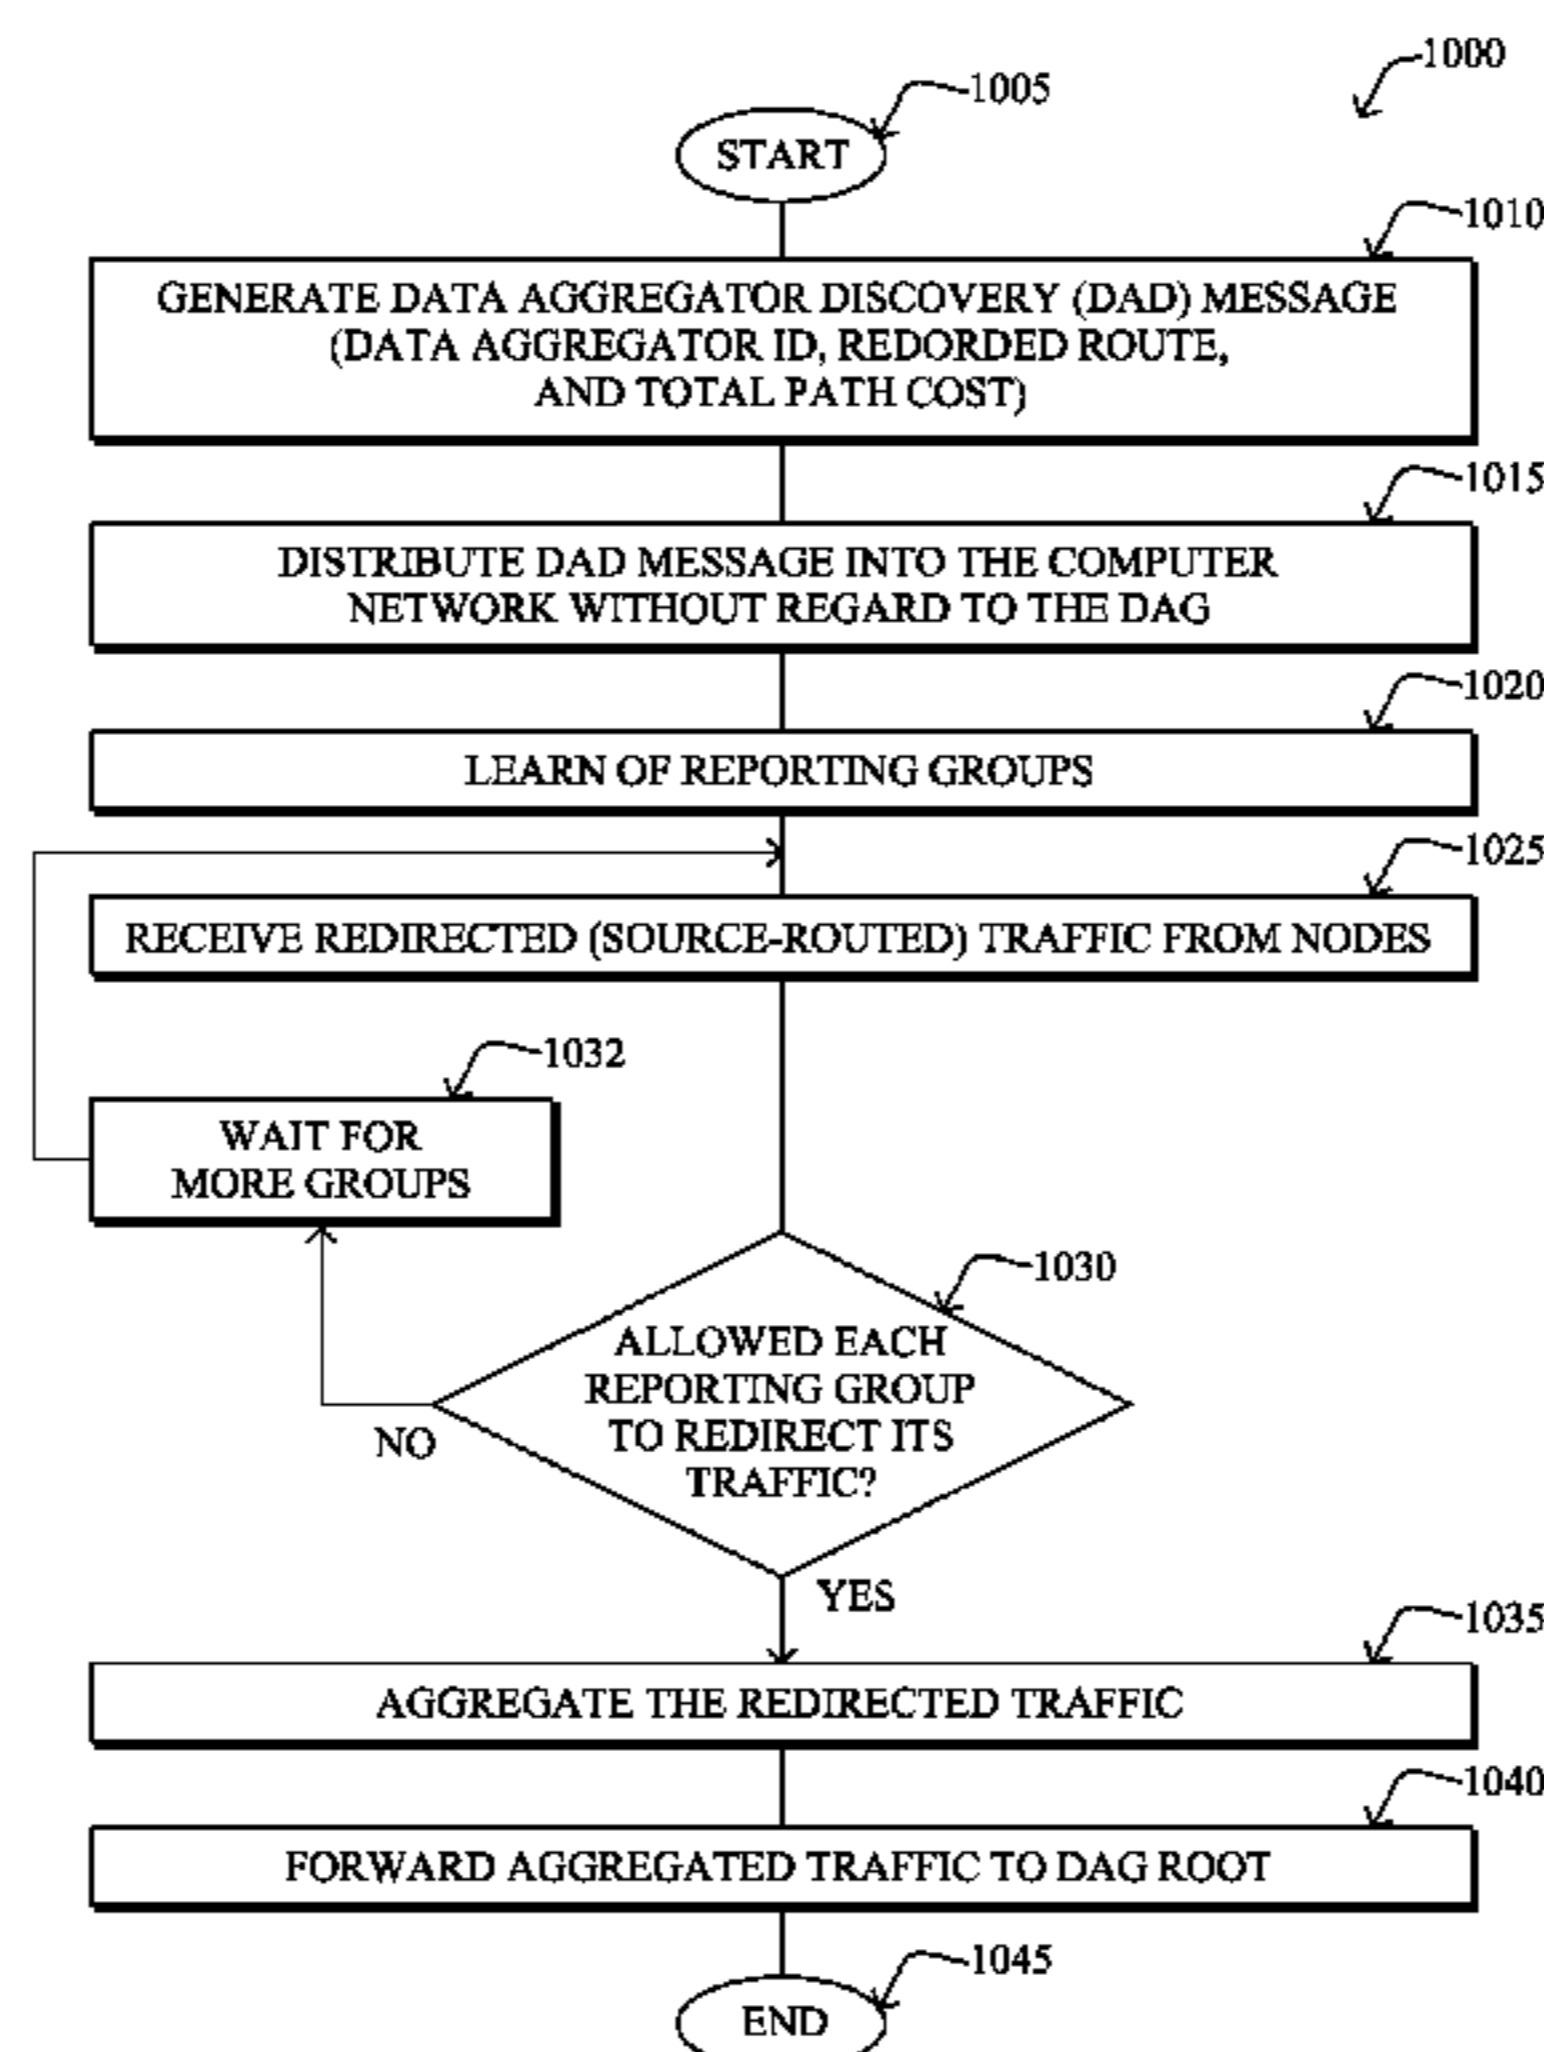 1000
1005
START
1010
GENERATE DATA AGGREGATOR DISCOVERY (DAD) MESSAGE
(DATA AGGREGATOR ID, REDORDED ROUTE,
AND TOTAL PATH COST)
1015
DISTRIBUTE DAD MESSAGE INTO THE COMPUTER
NETWORK WITHOUT REGARD TO THE DAG
1020
LEARN OF REPORTING GROUPS
1025
RECEIVE REDIRECTED (SOURCE-ROUTED) TRAFFIC FROM NODES
1032
WAIT FOR
MORE GROUPS
1030
ALLOWED EACH
REPORTING GROUP
TO REDIRECT ITS
TRAFFIC?
NO
YES
1035
AGGREGATE THE REDIRECTED TRAFFIC
1040
FORWARD AGGREGATED TRAFFIC TO DAG ROOT
1045
END